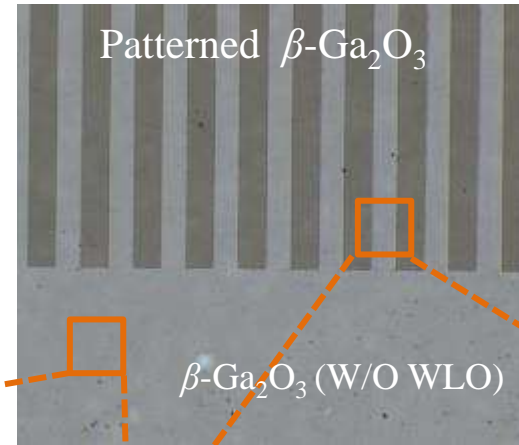 Patterned β-Ga₂O₃
β-Ga₂O₃ (W/O WLO)